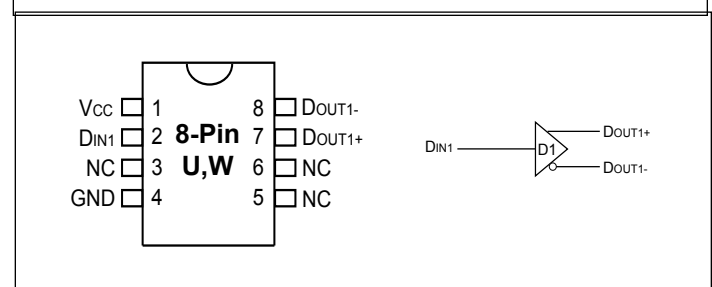 VCC 1 8 DOUT1-
DIN1 2 8-Pin 7 DOUT1+
NC 3 U,W 6 NC
GND 4 5 NC
DOUT1+
DIN1 D1
DOUT1-